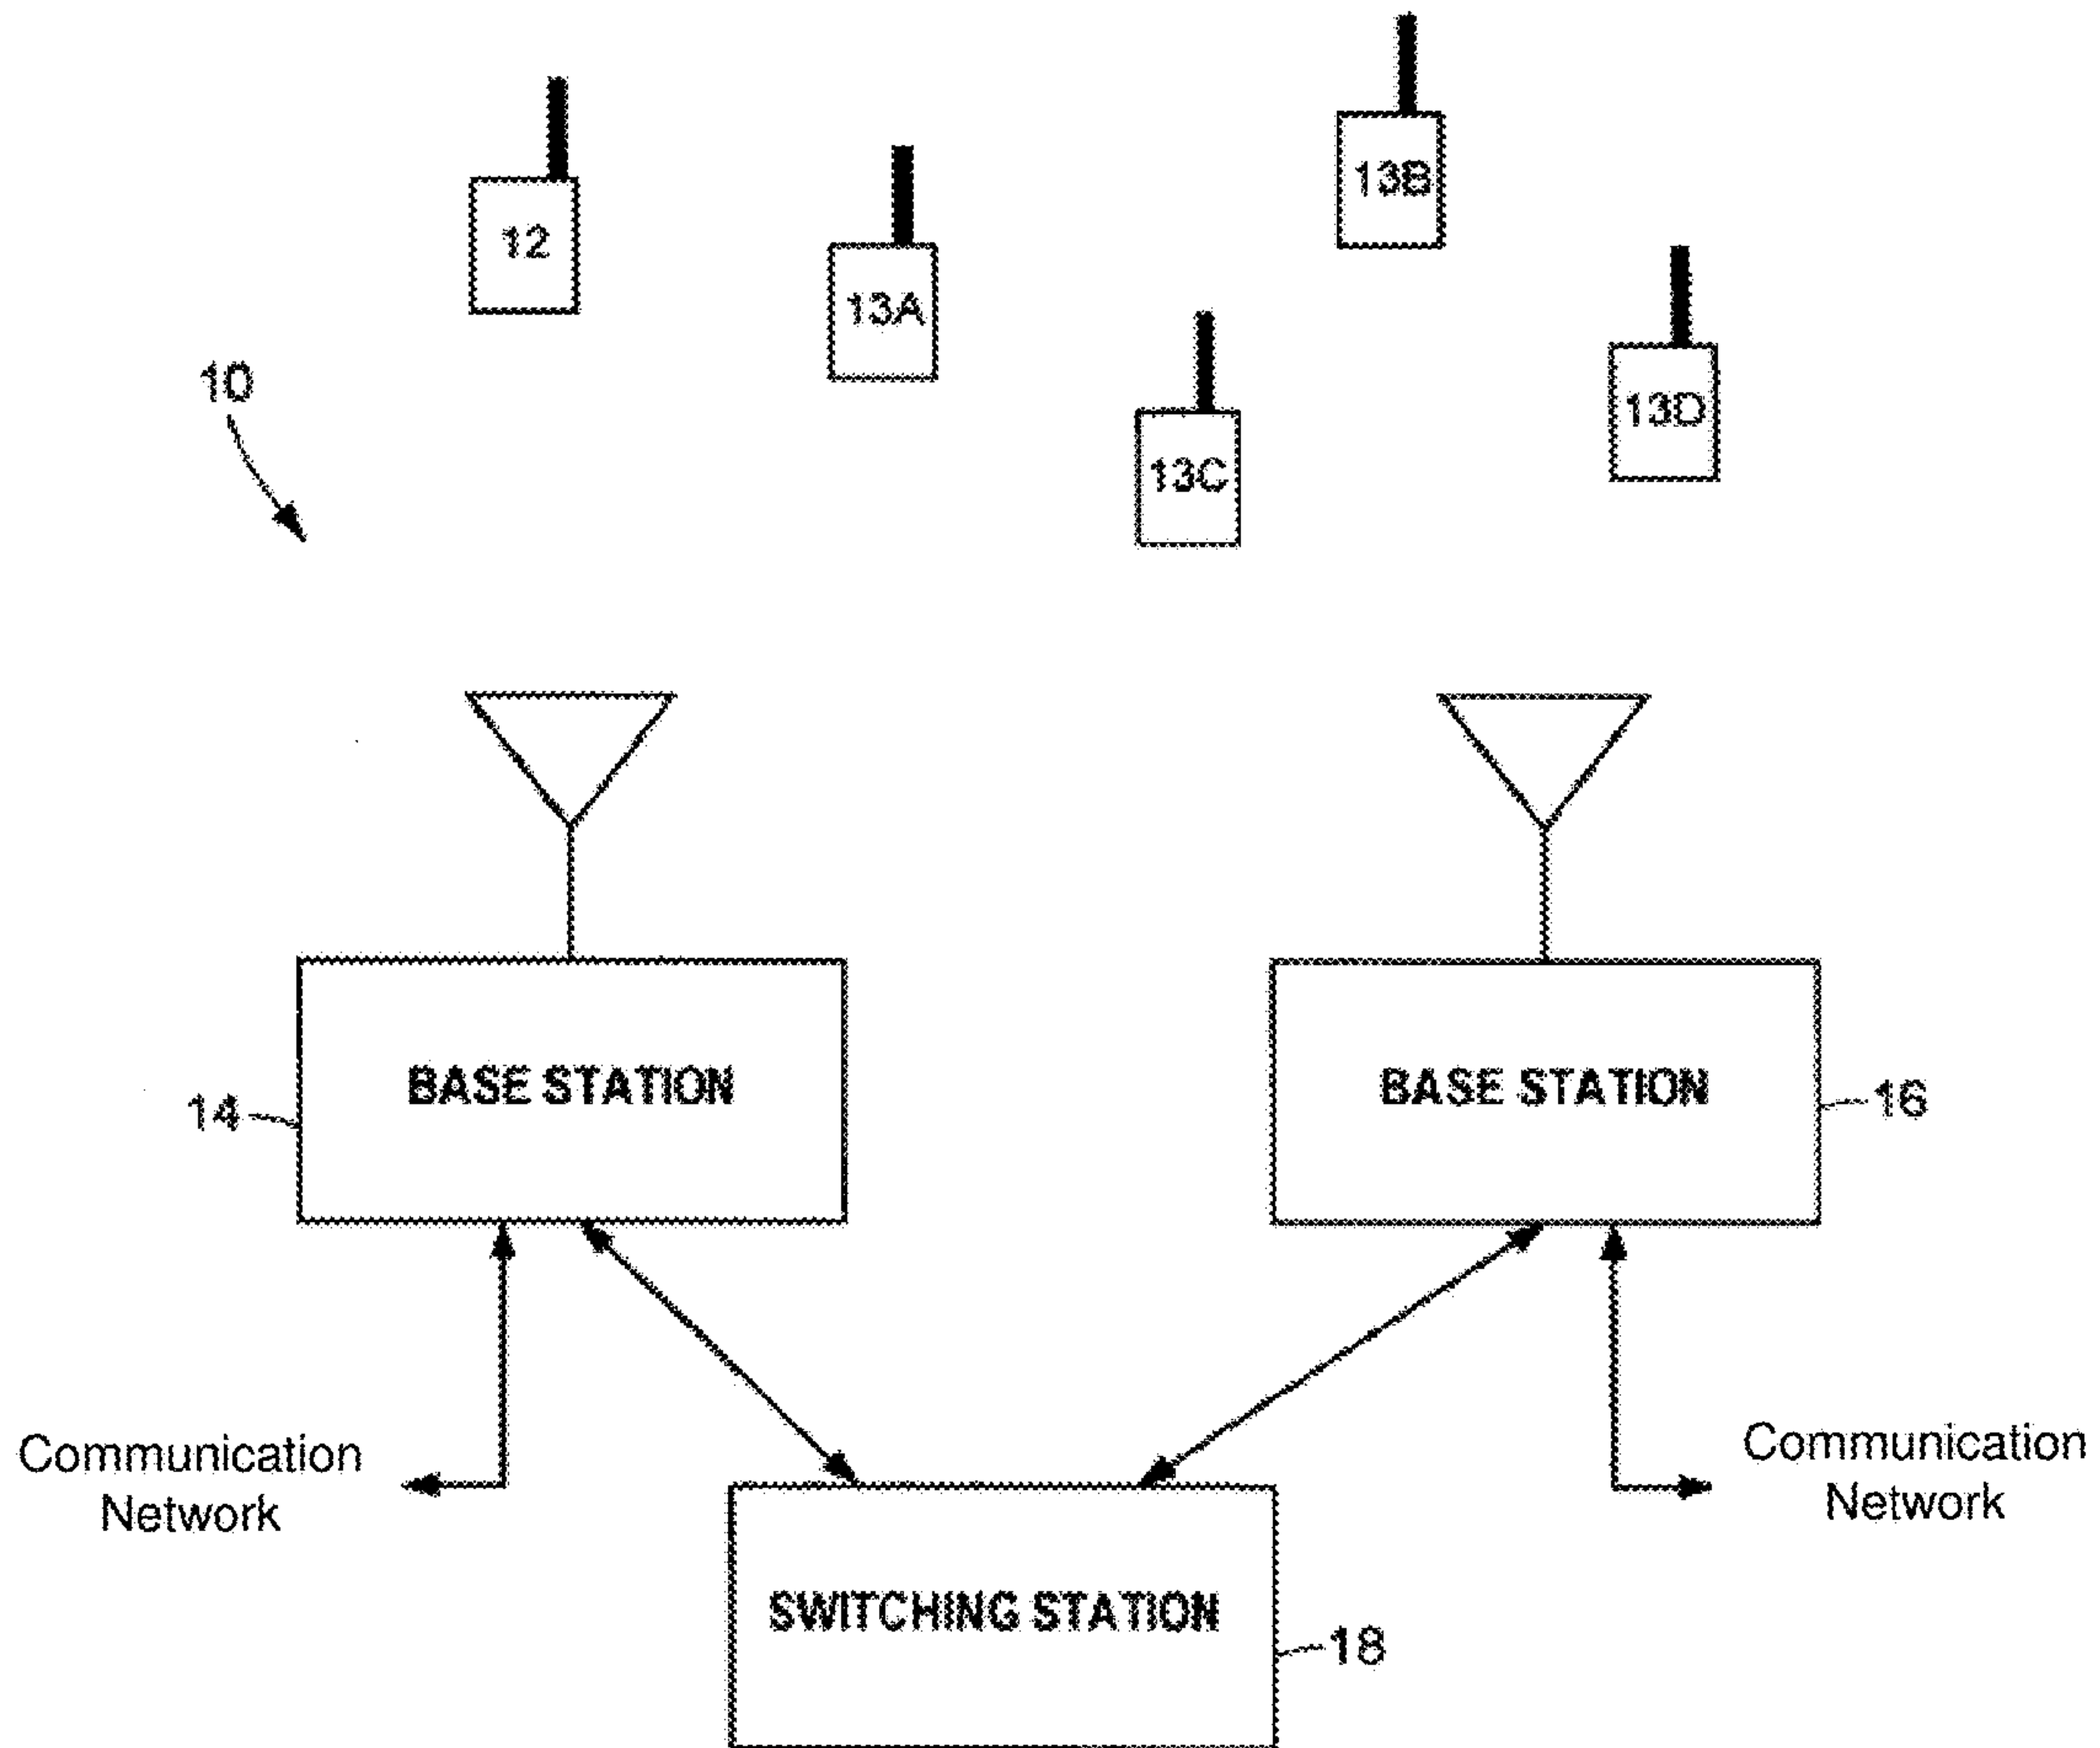 13B
12
13A
10
13D
13C
BASE STATION
BASE STATION
14
16
Communication
Network
Communication
Network
SWITCHING STATION
18